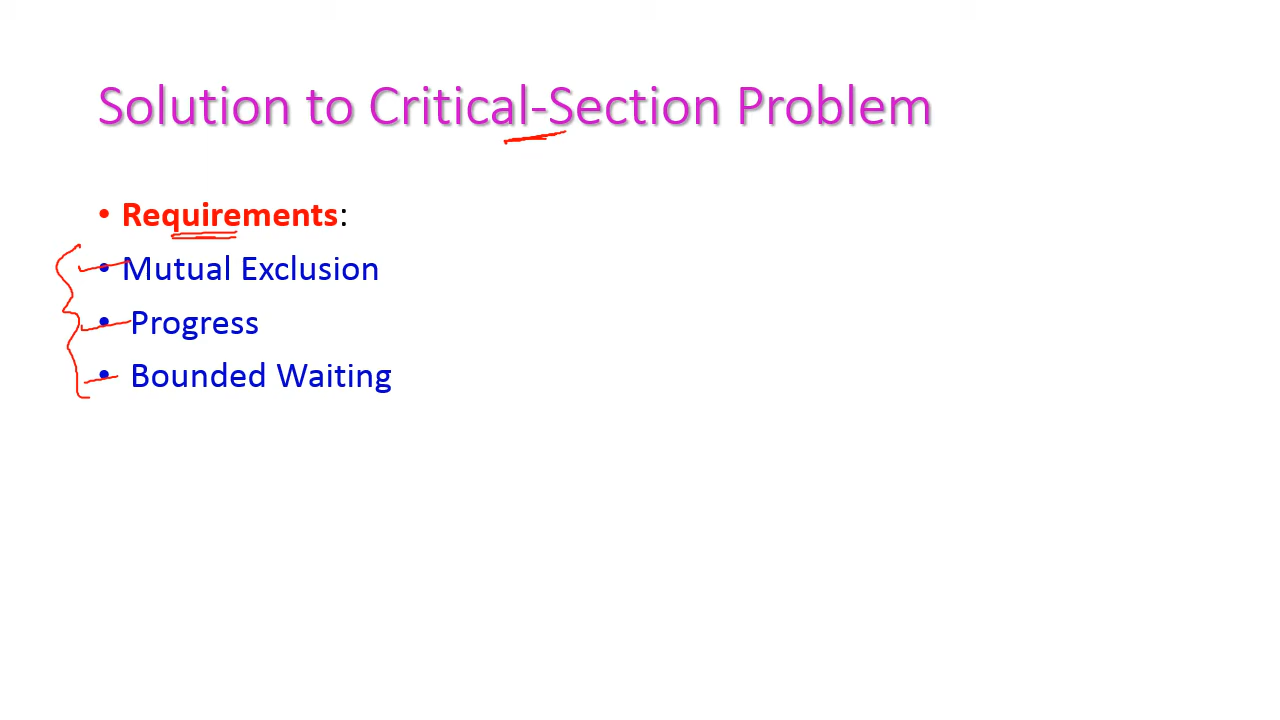 Solution to Critical-Section Problem
• Requirements:
• Mutual Exclusion
• Progress
• Bounded Waiting